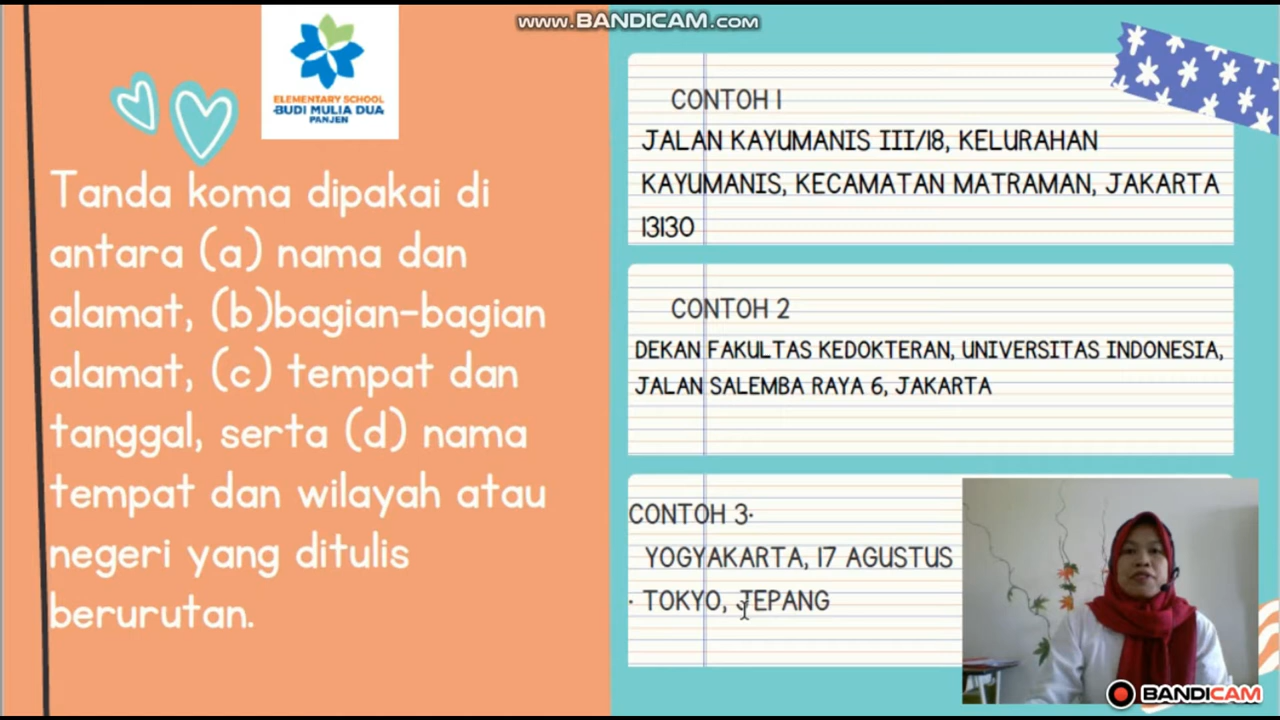 www.BANDICAM.com
ELEMENTARY SCHOOL
BUDI MULIA DUA
PANJEN
Tanda koma dipakai di
antara (a) nama dan
alamat, (b)bagian-bagian
alamat, (c) tempat dan
tanggal, serta (d) nama
tempat dan wilayah atau
negeri yang ditulis
berurutan.
CONTOH 1
JALAN KAYUMANIS III/18, KELURAHAN
KAYUMANIS, KECAMATAN MATRAMAN, JAKARTA
13130
CONTOH 2
DEKAN FAKULTAS KEDOKTERAN, UNIVERSITAS INDONESIA,
JALAN SALEMBA RAYA 6, JAKARTA
CONTOH 3·
YOGYAKARTA, 17 AGUSTUS
· TOKYO, JEPANG
BANDICAM